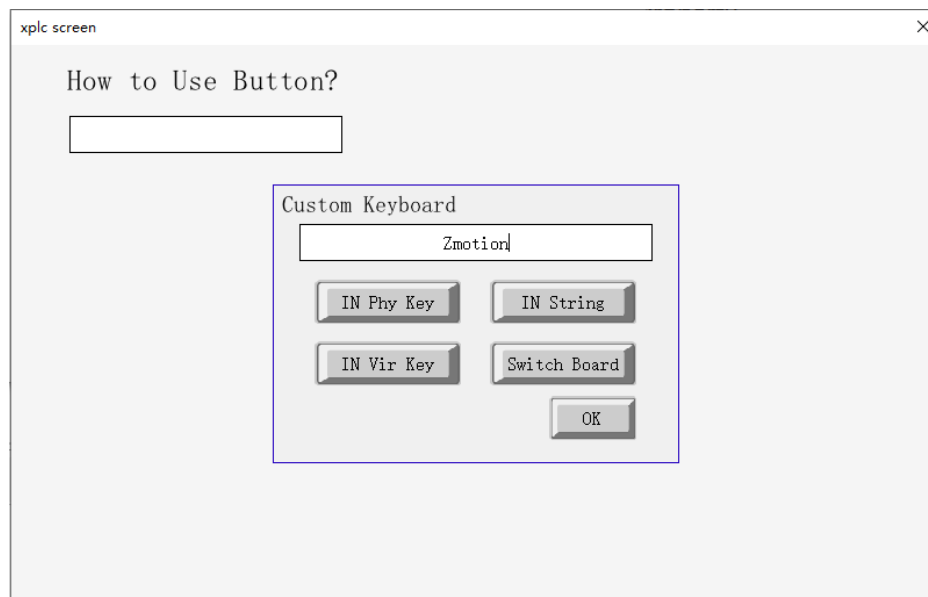 xplc screen
How to Use Button?
Custom Keyboard
Zmotion
IN Phy Key IN String
IN Vir Key Switch Board
OK